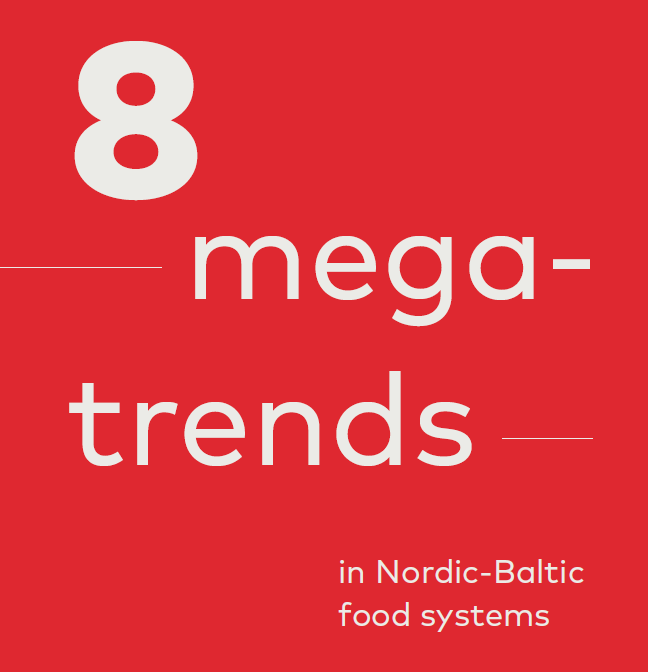 8
mega-
trends
in Nordic-Baltic
food systems